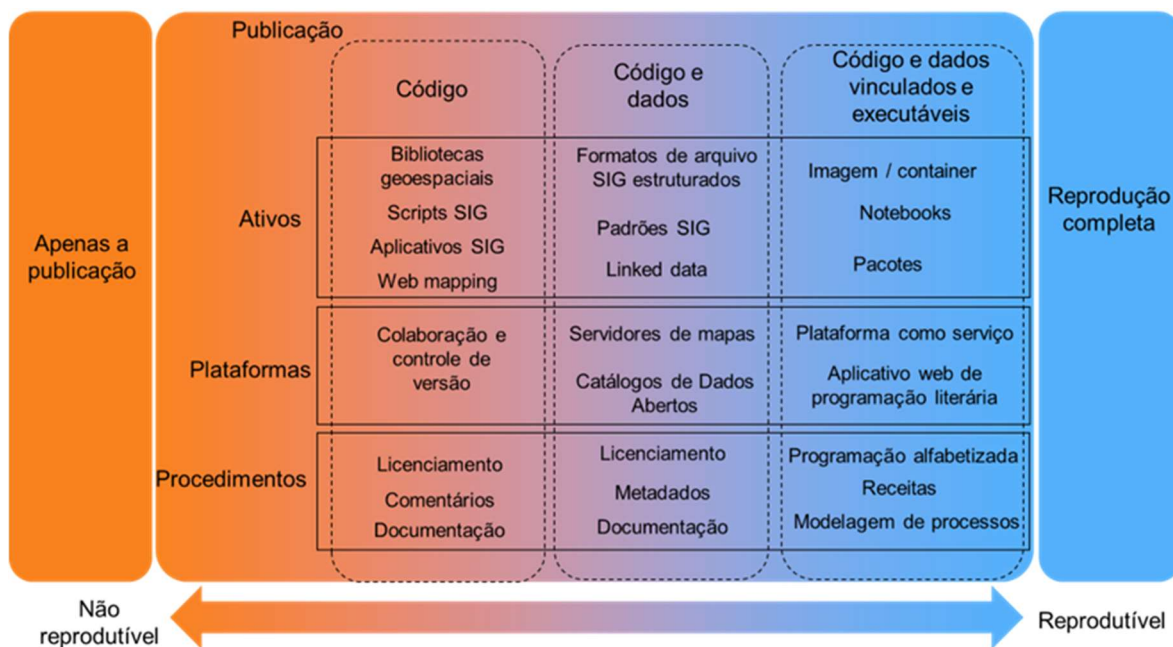 Publicação
Código
Código e
dados
Código e dados
vinculados e
executáveis
Apenas a
publicação
Reprodução
completa
Ativos
Bibliotecas
geoespaciais
Scripts SIG
Aplicativos SIG
Web mapping
Formatos de arquivo
SIG estruturados
Padrões SIG
Linked data
Imagem / container
Notebooks
Pacotes
Plataformas
Colaboração e
controle de
versão
Servidores de mapas
Catálogos de Dados
Abertos
Plataforma como serviço
Aplicativo web de
programação literária
Procedimentos
Licenciamento
Comentários
Documentação
Licenciamento
Metadados
Documentação
Programação alfabetizada
Receitas
Modelagem de processos
Não
reprodutível
Reprodutível